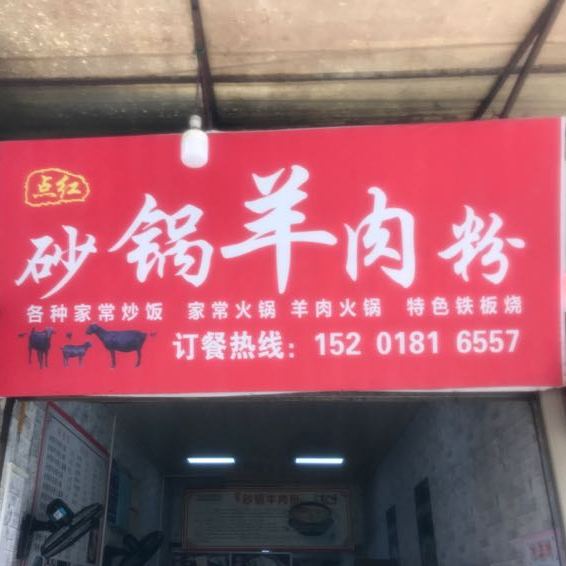 点红
砂锅羊肉粉
各种家常炒饭 家常火锅 羊肉火锅 特色铁板烧
订餐热线：152 0181 6557
砂锅羊肉粉